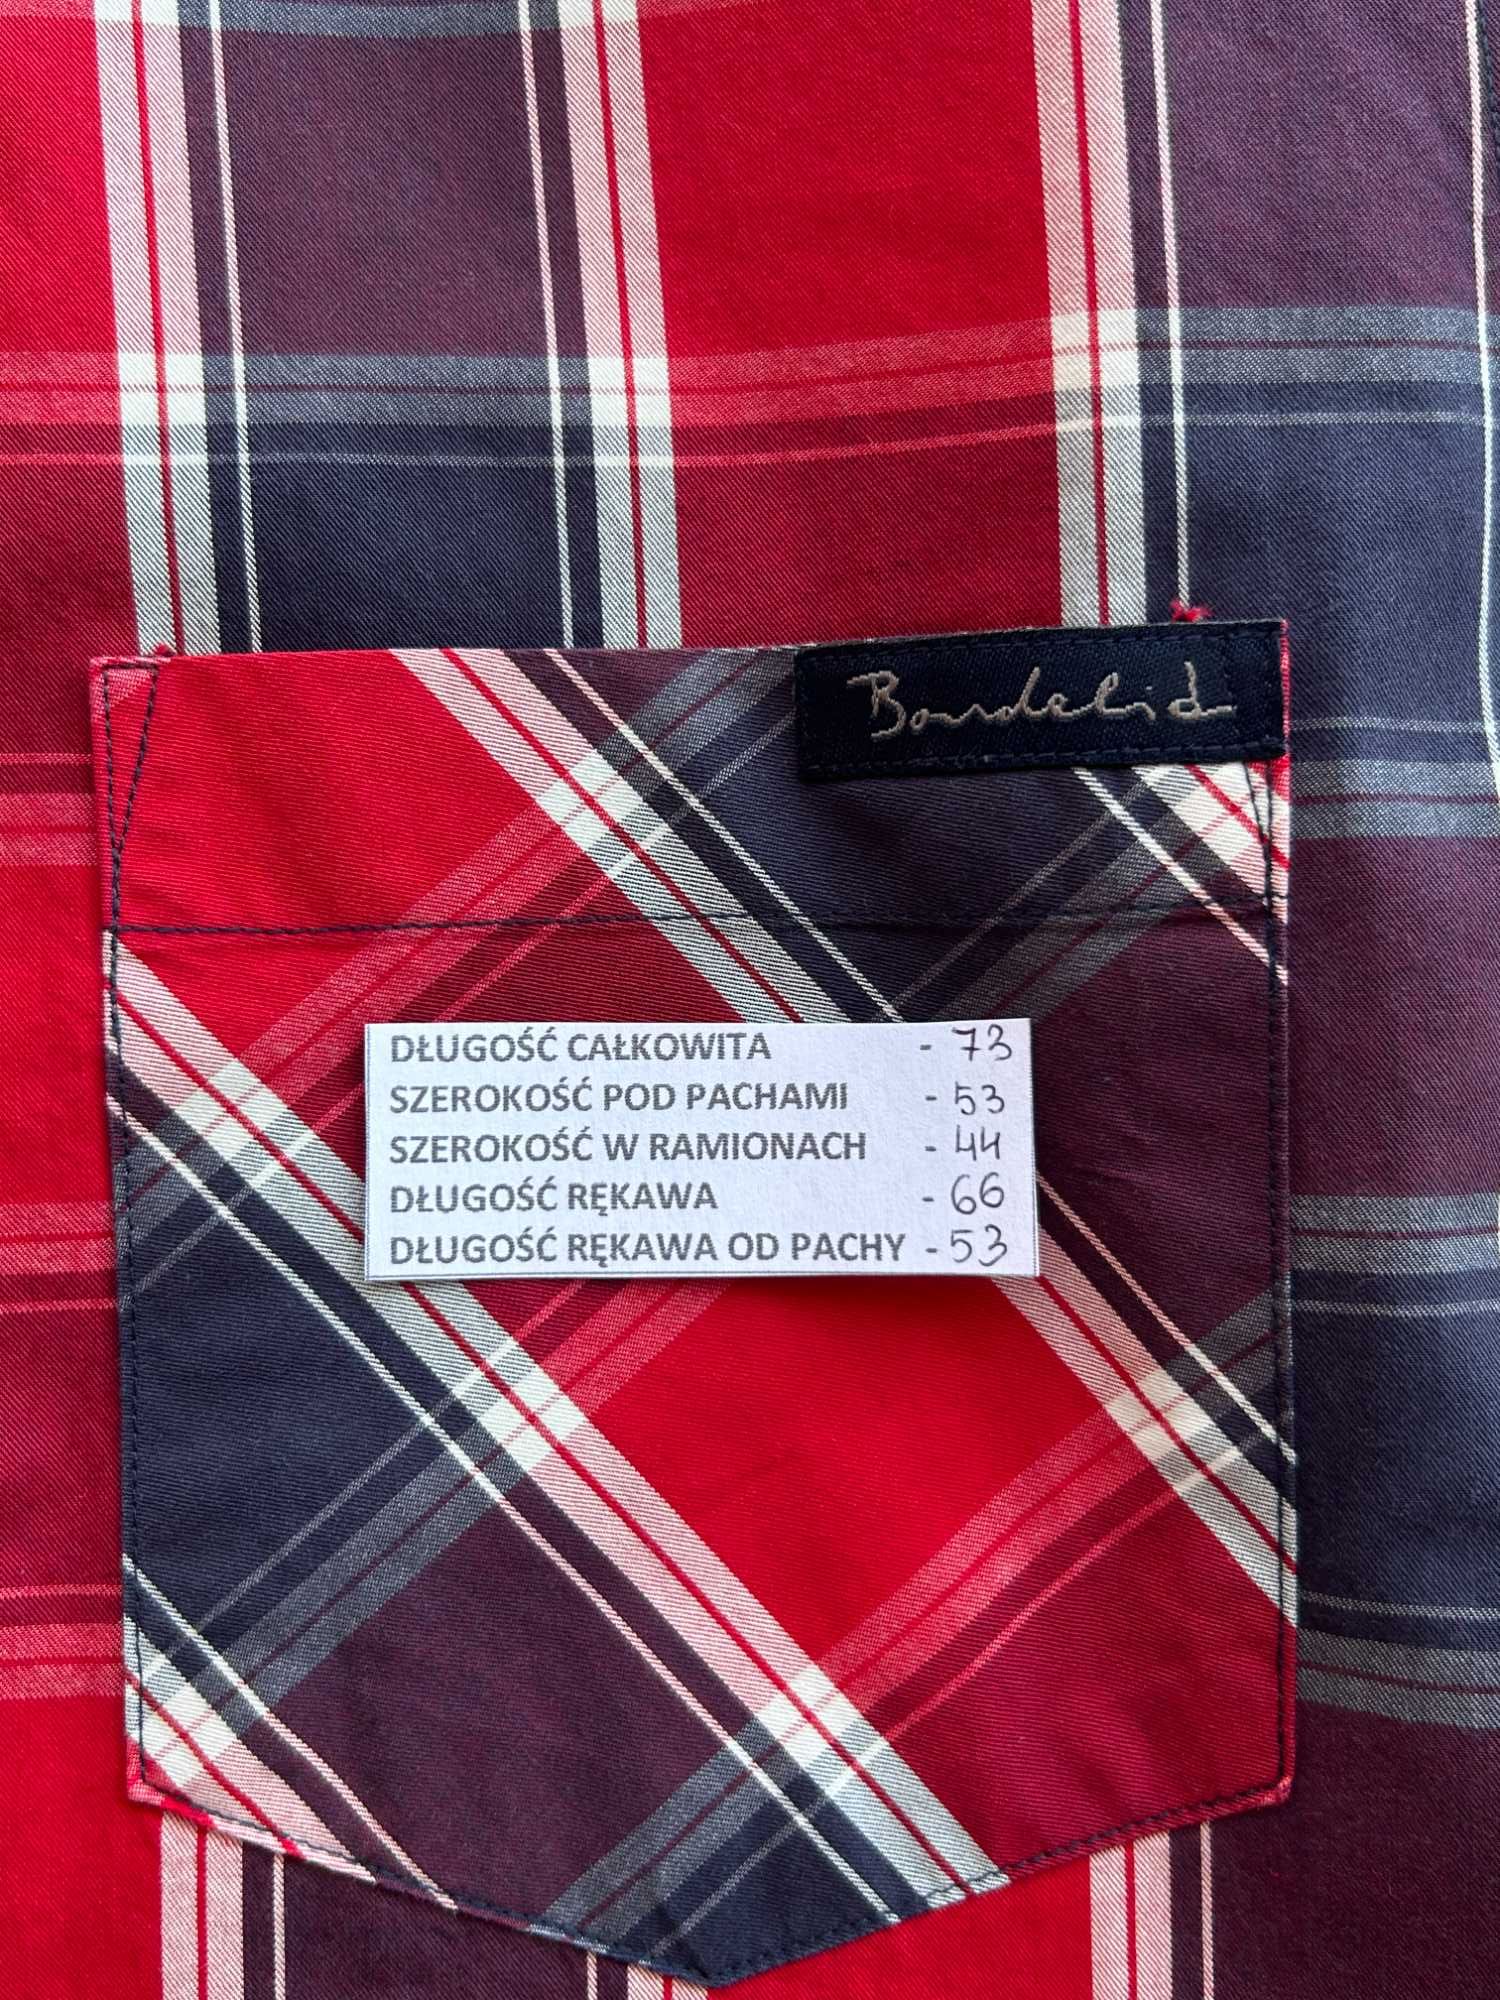 Bondelid
DŁUGOŚĆ CAŁKOWITA - 73
SZEROKOŚĆ POD PACHAMI - 53
SZEROKOŚĆ W RAMIONACH - 44
DŁUGOŚĆ RĘKAWA - 66
DŁUGOŚĆ RĘKAWA OD PACHY - 53